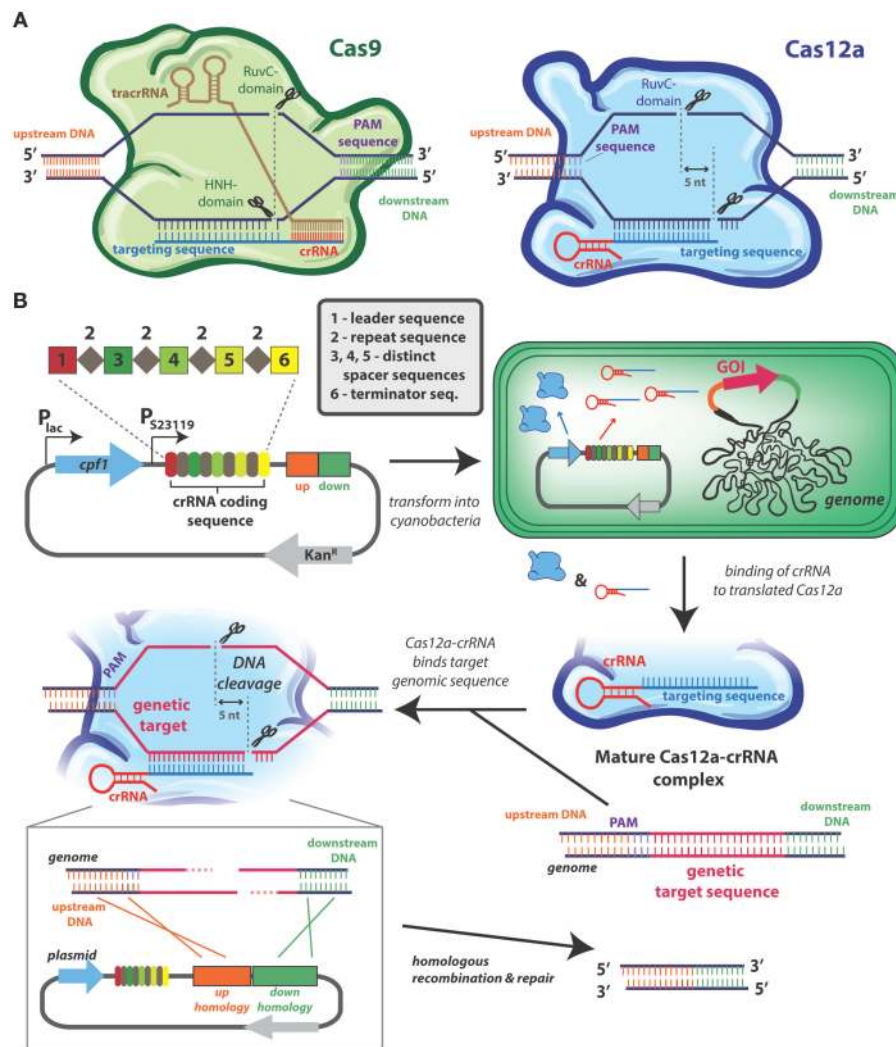 A
Cas9
RuvC-
domain
tracrRNA
upstream DNA
PAM
sequence
5′
3′
3′
5′
HNH-
domain
downstream
DNA
targeting sequence
crRNA
Cas12a
RuvC-
domain
upstream DNA
PAM
sequence
5′
3′
3′
5′
5 nt
downstream
DNA
targeting sequence
crRNA
B
2 2 2 2
1 3 4 5 6
1 - leader sequence
2 - repeat sequence
3, 4, 5 - distinct
spacer sequences
6 - terminator seq.
Plac
PS23119
cpf1
crRNA coding
sequence
up down
KanR
transform into
cyanobacteria
GOI
genome
&
binding of crRNA
to translated Cas12a
crRNA
targeting sequence
Mature Cas12a-crRNA
complex
Cas12a-crRNA
binds target
genomic sequence
PAM
DNA
cleavage
genetic
target
5 nt
crRNA
upstream DNA
PAM
downstream
DNA
genome
genetic
target sequence
genome
downstream
DNA
upstream
DNA
plasmid
up
homology
down
homology
homologous
recombination & repair
5′
3′
3′
5′